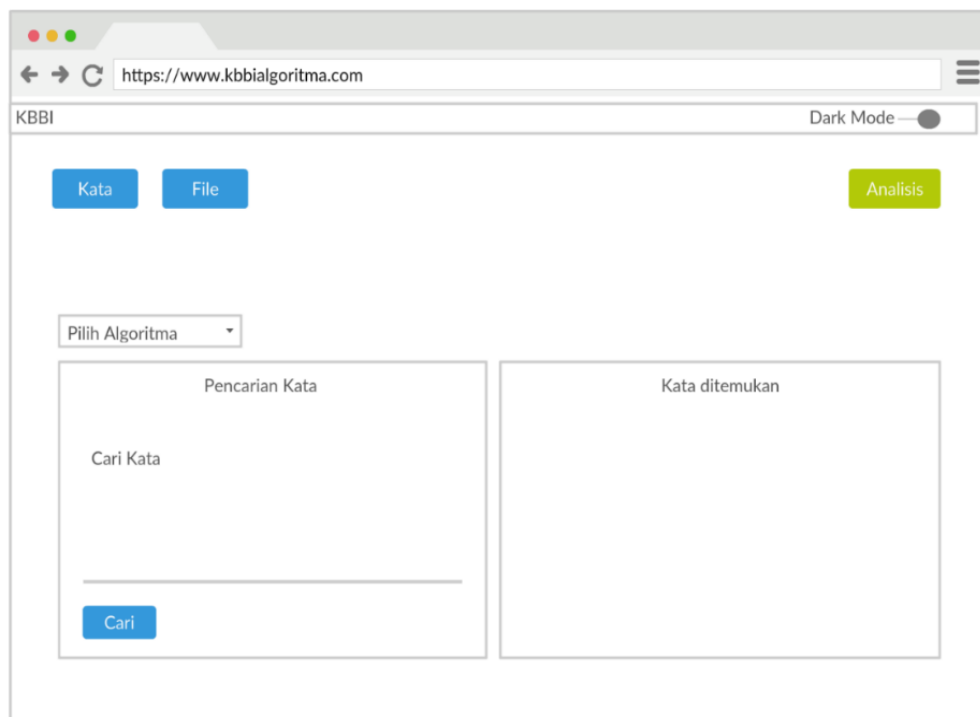 https://www.kbbialgoritma.com
KBBI Dark Mode
Kata File Analisis
Pilih Algoritma
Pencarian Kata Kata ditemukan
Cari Kata
Cari